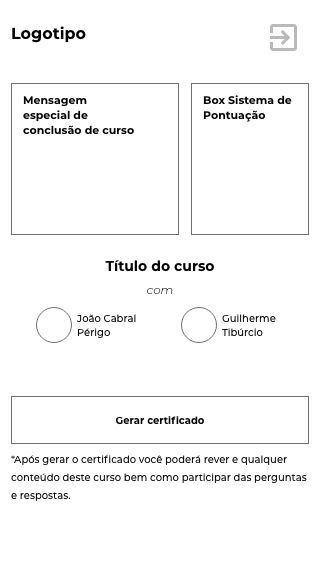 Logotipo
Mensagem
especial de
conclusão de curso
Box Sistema de
Pontuação
Título do curso
com
João Cabral
Périgo
Guilherme
Tibúrcio
Gerar certificado
*Após gerar o certificado você poderá rever e qualquer
conteúdo deste curso bem como participar das perguntas
e respostas.